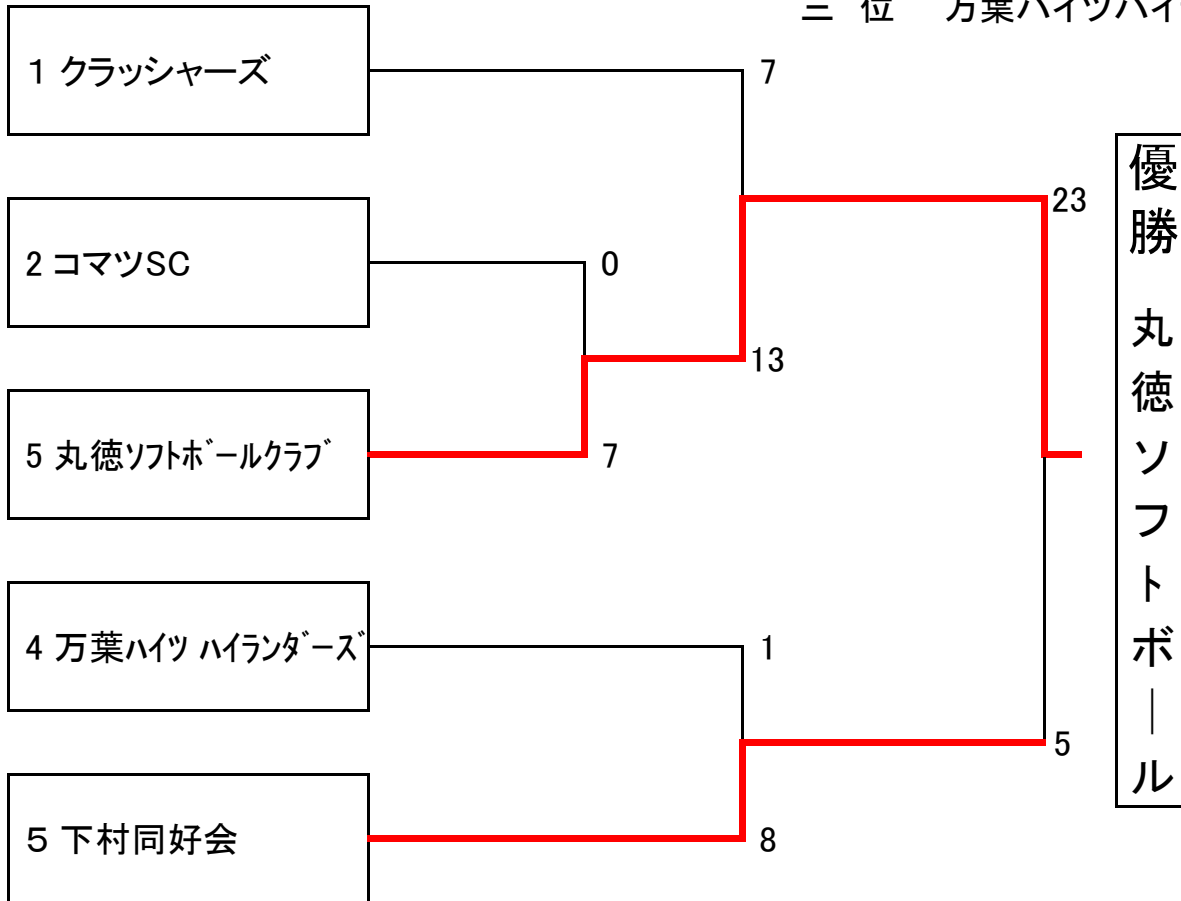 三 位 万葉ハイツハイ
1 クラッシャーズ
7
23
2 コマツSC
0
13
5 丸徳ｿﾌﾄﾎﾞｰﾙｸﾗﾌﾞ
7
4 万葉ﾊｲﾂ ﾊｲﾗﾝﾀﾞｰｽﾞ
1
5
5 下村同好会
8
優勝 丸徳ソフトボール